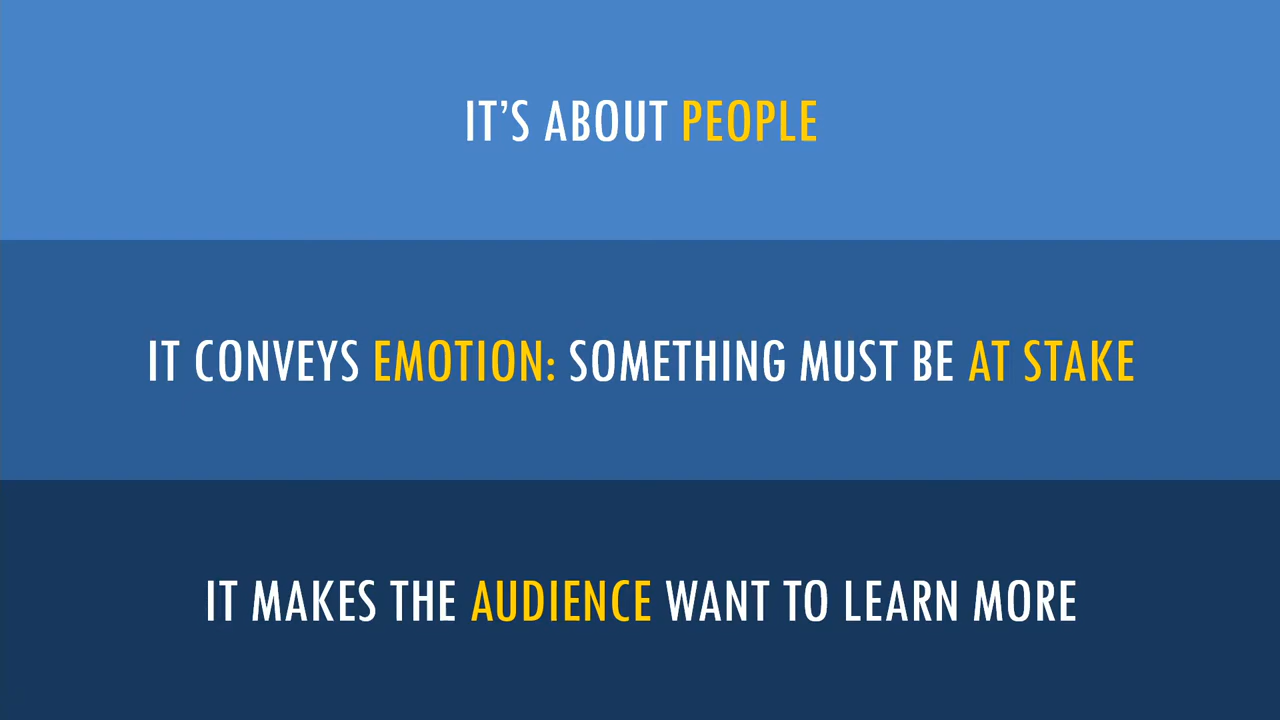 IT’S ABOUT PEOPLE
IT CONVEYS EMOTION: SOMETHING MUST BE AT STAKE
IT MAKES THE AUDIENCE WANT TO LEARN MORE